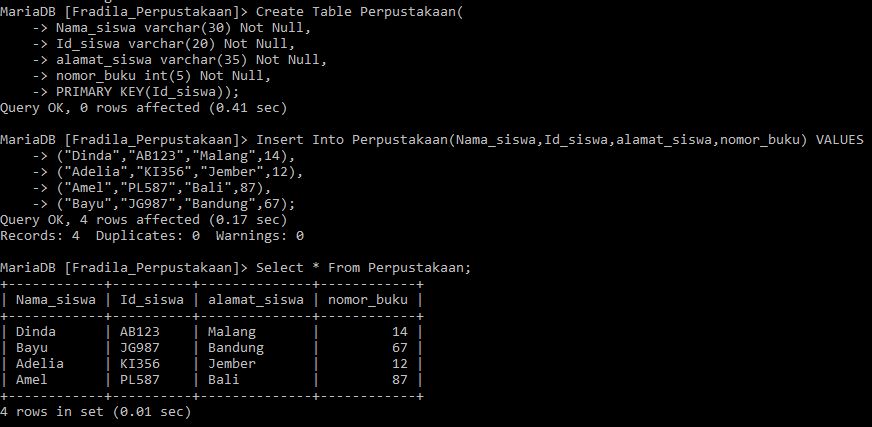 MariaDB [Fradila_Perpustakaan]> Create Table Perpustakaan(
    -> Nama_siswa varchar(30) Not Null,
    -> Id_siswa varchar(20) Not Null,
    -> alamat_siswa varchar(35) Not Null,
    -> nomor_buku int(5) Not Null,
    -> PRIMARY KEY(Id_siswa));
Query OK, 0 rows affected (0.41 sec)

MariaDB [Fradila_Perpustakaan]> Insert Into Perpustakaan(Nama_siswa,Id_siswa,alamat_siswa,nomor_buku) VALUES
    -> ("Dinda","AB123","Malang",14),
    -> ("Adelia","KI356","Jember",12),
    -> ("Amel","PL587","Bali",87),
    -> ("Bayu","JG987","Bandung",67);
Query OK, 4 rows affected (0.17 sec)
Records: 4  Duplicates: 0  Warnings: 0

MariaDB [Fradila_Perpustakaan]> Select * From Perpustakaan;
+------------+----------+--------------+------------+
| Nama_siswa | Id_siswa | alamat_siswa | nomor_buku |
+------------+----------+--------------+------------+
| Dinda      | AB123    | Malang       |         14 |
| Bayu       | JG987    | Bandung      |         67 |
| Adelia     | KI356    | Jember       |         12 |
| Amel       | PL587    | Bali         |         87 |
+------------+----------+--------------+------------+
4 rows in set (0.01 sec)